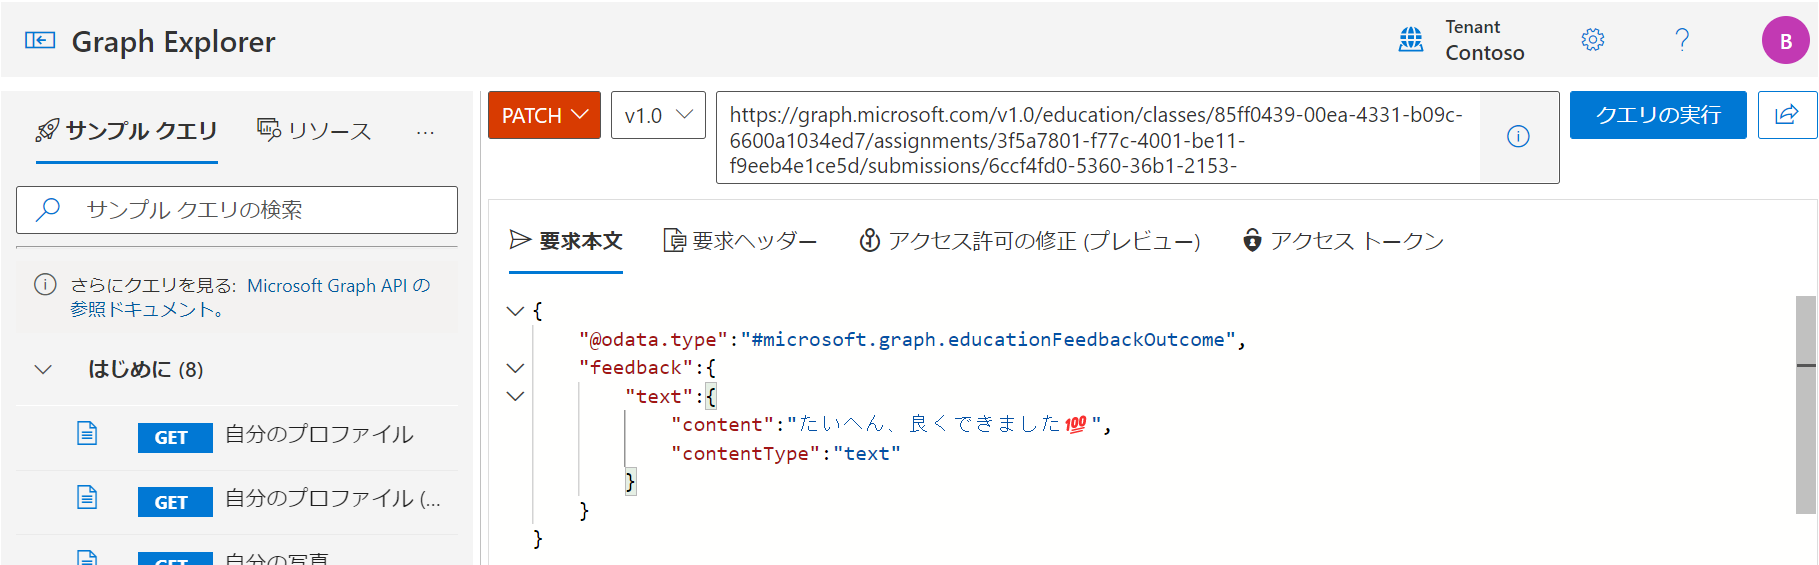 Graph Explorer
Tenant
Contoso
?
B
サンプル クエリ
リソース
...
サンプル クエリの検索
さらにクエリを見る: Microsoft Graph API の
参照ドキュメント。
はじめに (8)
GET 自分のプロファイル
GET 自分のプロファイル (...
GET 自分の写真
PATCH
v1.0
https://graph.microsoft.com/v1.0/education/classes/85ff0439-00ea-4331-b09c-
6600a1034ed7/assignments/3f5a7801-f77c-4001-be11-
f9eeb4e1ce5d/submissions/6ccf4fd0-5360-36b1-2153-
クエリの実行
要求本文
要求ヘッダー
アクセス許可の修正 (プレビュー)
アクセス トークン
{
"@odata.type":"#microsoft.graph.educationFeedbackOutcome",
"feedback":{
"text":{
"content":"たいへん、良くできました💯",
"contentType":"text"
}
}
}